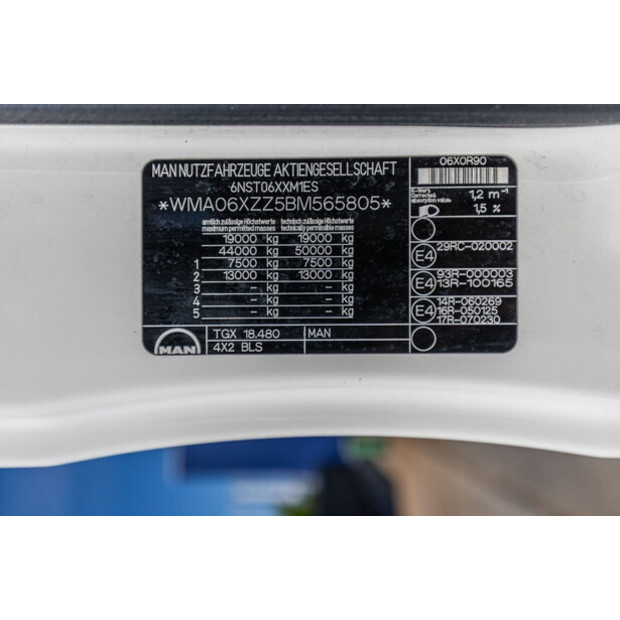 MAN NUTZFAHRZEUGE AKTIENGESELLSCHAFT
6NST06XXM1ES
*WMA06XZZ5BM565805*
amtlich zulässige Höchstwerte technisch zulässige Höchstwerte
maximum permitted masses technically permissible masses
19000 kg 19000 kg
44000 kg 50000 kg
1 7500 kg 7500 kg
2 13000 kg 13000 kg
3 – kg – kg
4 – kg – kg
5 – kg – kg
MAN
TGX 18.480 MAN
4X2 BLS
06X0R90
Corrected
absorption value
1,2 m⁻¹
1,5 %
E4 29RC-020002
E4 93R-000003
13R-100165
E4 14R-060269
16R-050125
17R-070230